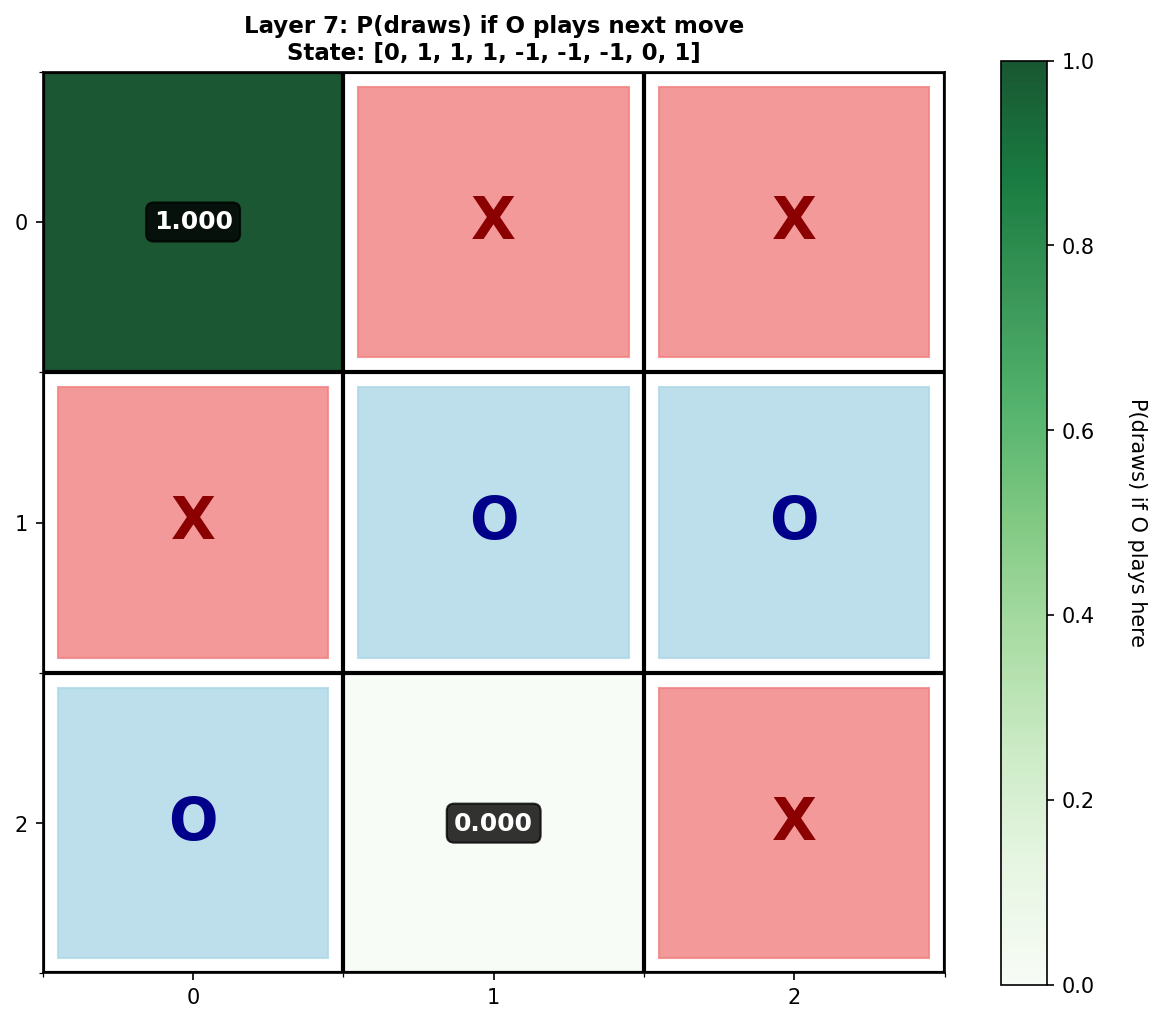 Layer 7: P(draws) if O plays next move
State: [0, 1, 1, 1, -1, -1, -1, 0, 1]
1.0
0 1.000 X X
0.8
0.6
1 X O O
P(draws) if O plays here
0.4
0.2
2 O 0.000 X
0.0
0 1 2